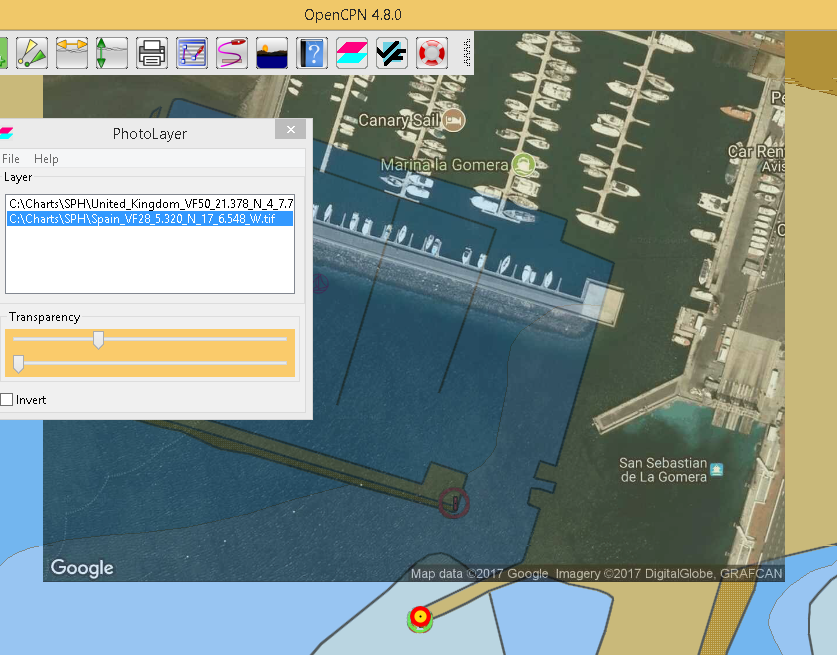 OpenCPN 4.8.0
PhotoLayer
File Help
Layer
C:\Charts\SPH\United_Kingdom_VF50_21.378_N_4_7.7
C:\Charts\SPH\Spain_VF28_5.320_N_17_6.548_W.tif
Transparency
Invert
Canary Sail
Marina la Gomera
Car Ren
Avis
San Sebastian
de La Gomera
Google
Map data ©2017 Google Imagery ©2017 DigitalGlobe, GRAFCAN